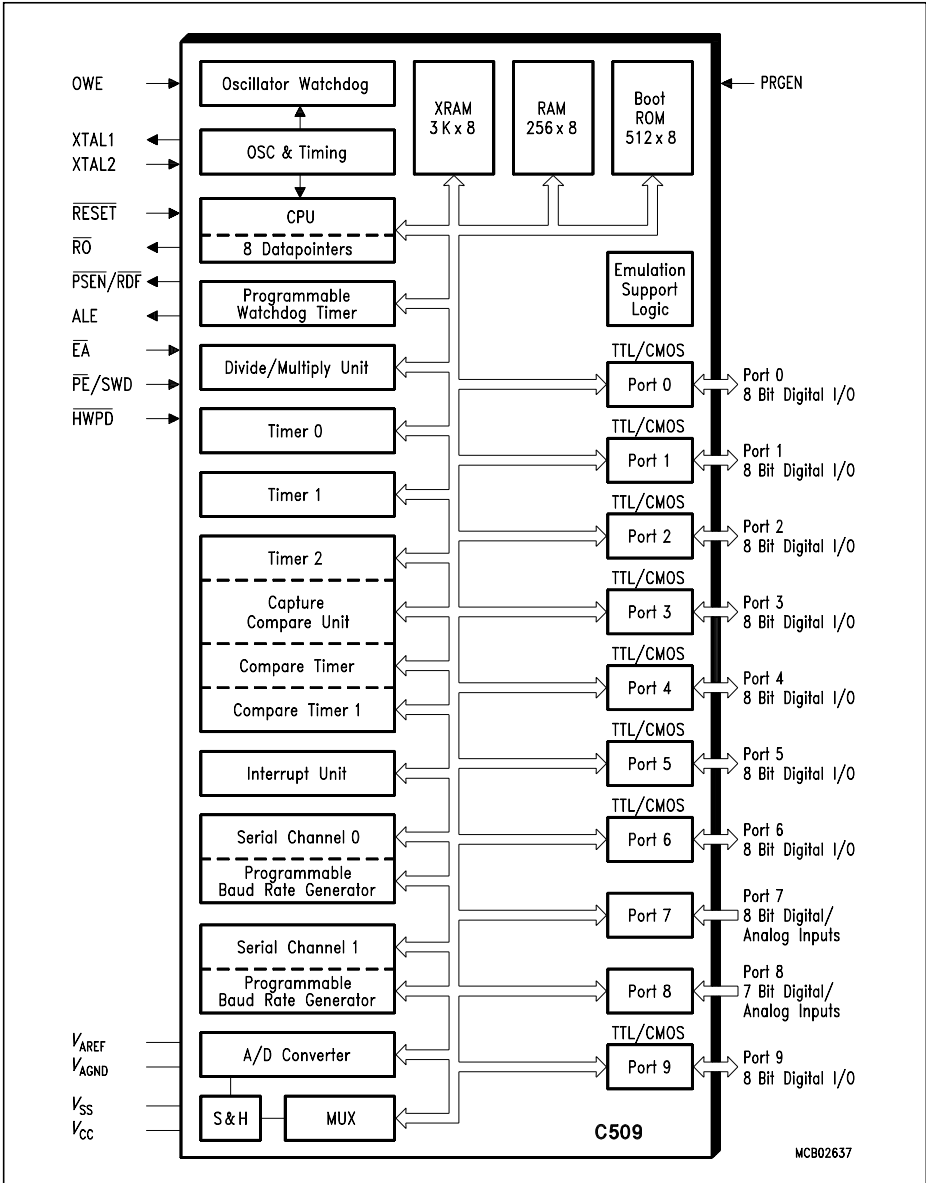 OWE
XTAL1
XTAL2
R̅E̅S̅E̅T̅
R̅O̅
P̅S̅E̅N̅/R̅D̅F̅
ALE
E̅A̅
P̅E̅/SWD
H̅W̅P̅D̅
VAREF
VAGND
VSS
VCC
Oscillator Watchdog
OSC & Timing
CPU
8 Datapointers
Programmable
Watchdog Timer
Divide/Multiply Unit
Timer 0
Timer 1
Timer 2
Capture
Compare Unit
Compare Timer
Compare Timer 1
Interrupt Unit
Serial Channel 0
Programmable
Baud Rate Generator
Serial Channel 1
Programmable
Baud Rate Generator
A/D Converter
S&H
MUX
XRAM
3 K x 8
RAM
256 x 8
Boot
ROM
512 x 8
PRGEN
Emulation
Support
Logic
TTL/CMOS
Port 0
Port 0
8 Bit Digital I/O
TTL/CMOS
Port 1
Port 1
8 Bit Digital I/O
TTL/CMOS
Port 2
Port 2
8 Bit Digital I/O
TTL/CMOS
Port 3
Port 3
8 Bit Digital I/O
TTL/CMOS
Port 4
Port 4
8 Bit Digital I/O
TTL/CMOS
Port 5
Port 5
8 Bit Digital I/O
TTL/CMOS
Port 6
Port 6
8 Bit Digital I/O
Port 7
Port 7
8 Bit Digital/
Analog Inputs
Port 8
Port 8
7 Bit Digital/
Analog Inputs
TTL/CMOS
Port 9
Port 9
8 Bit Digital I/O
C509
MCB02637